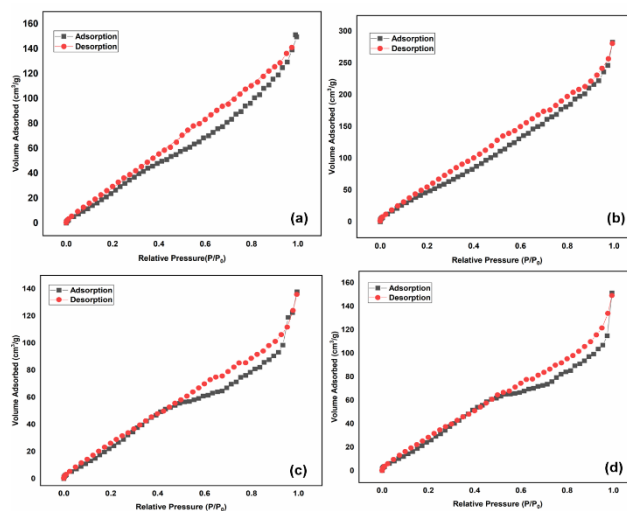 160
140
120
100
80
60
40
20
0
Volume Adsorbed (cm³/g)
Adsorption
Desorption
(a)
0.0 0.2 0.4 0.6 0.8 1.0
Relative Pressure(P/P₀)
300
250
200
150
100
50
0
Volume Adsorbed (cm³/g)
Adsorption
Desorption
(b)
0.0 0.2 0.4 0.6 0.8 1.0
Relative Pressure (P/P₀)
140
120
100
80
60
40
20
0
Volume Adsorbed (cm³/g)
Adsorption
Desorption
(c)
0.0 0.2 0.4 0.6 0.8 1.0
Relative Pressure (P/P₀)
160
140
120
100
80
60
40
20
0
Volume Adsorbed (cm³/g)
Adsorption
Desorption
(d)
0.0 0.2 0.4 0.6 0.8 1.0
Relative Pressure (P/P₀)